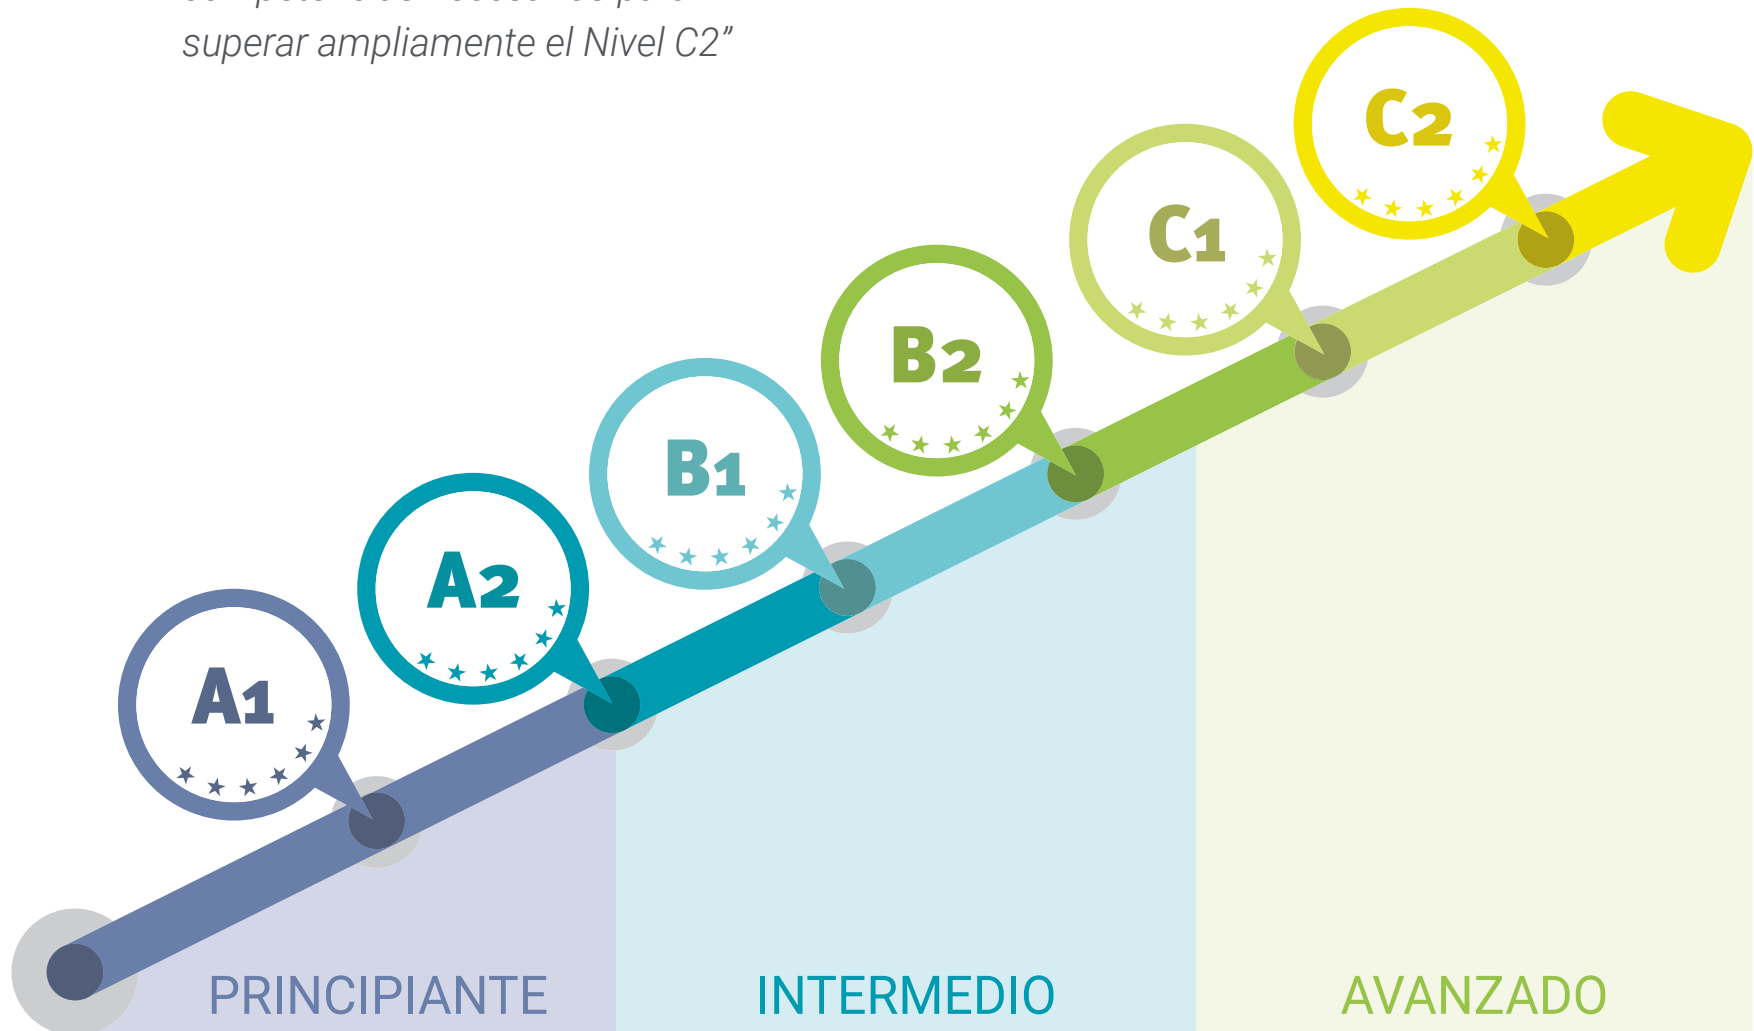 superar ampliamente el Nivel C2”
C2
C1
B2
B1
A2
A1
PRINCIPIANTE INTERMEDIO AVANZADO